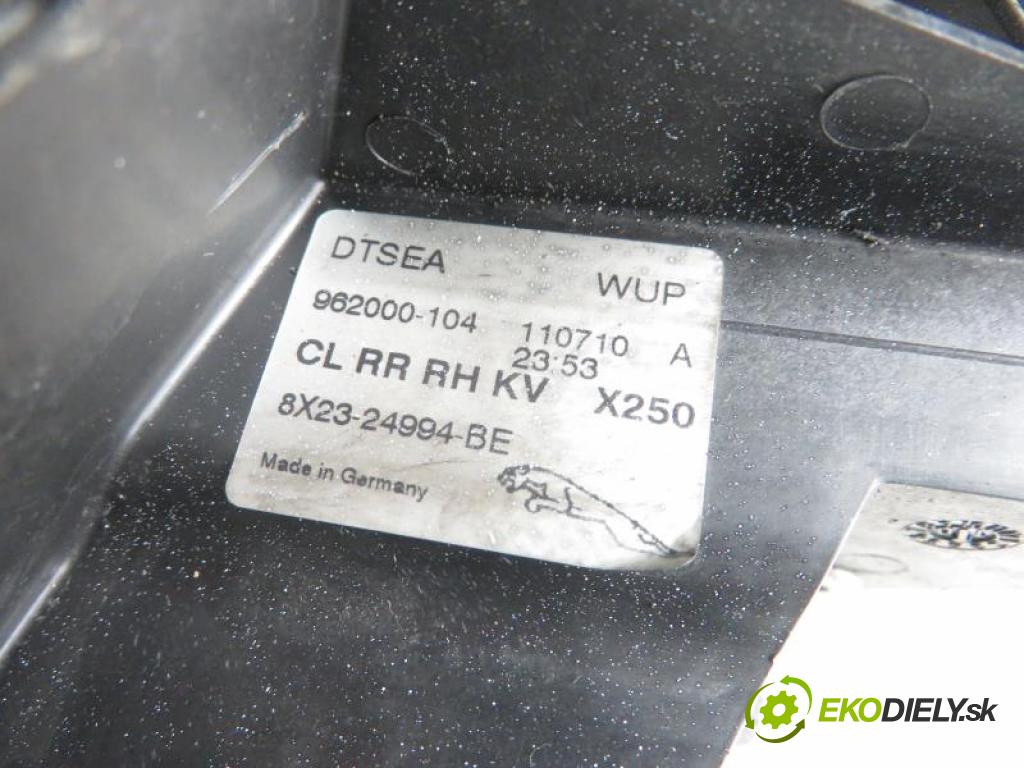 DTSEA WUP
962000-104 110710 A
23:53
CL RR RH KV X250
8X23-24994-BE
Made in Germany
EKODIELY.sk